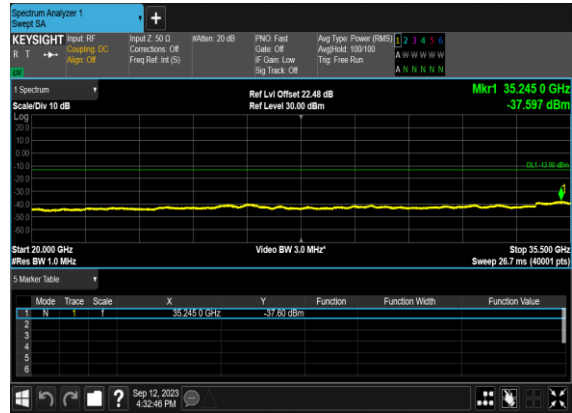 Spectrum Analyzer 1
Swept SA
+
KEYSIGHT Input: RF Input Z: 50 Ω #Atten: 20 dB PNO: Fast Avg Type: Power (RMS) 1 2 3 4 5 6
R T Coupling: DC Corrections: Off Gate: Off Avg|Hold: 100/100 A W W W W W
Align: Off Freq Ref: Int (S) IF Gain: Low Trig: Free Run
Sig Track: Off A N N N N N
1 Spectrum
Scale/Div 10 dB
Ref Lvl Offset 22.48 dB
Ref Level 30.00 dBm
Mkr1 35.245 0 GHz
-37.597 dBm
Log
20.0
10.0
0.00
-10.0
DL1 -13.00 dBm
-20.0
-30.0
1
-40.0
-50.0
-60.0
Start 20.000 GHz Video BW 3.0 MHz* Stop 35.500 GHz
#Res BW 1.0 MHz Sweep 26.7 ms (40001 pts)
5 Marker Table
Mode Trace Scale X Y Function Function Width Function Value
1 N 1 f 35.245 0 GHz -37.60 dBm
2
3
4
5
6
? Sep 12, 2023
4:32:46 PM